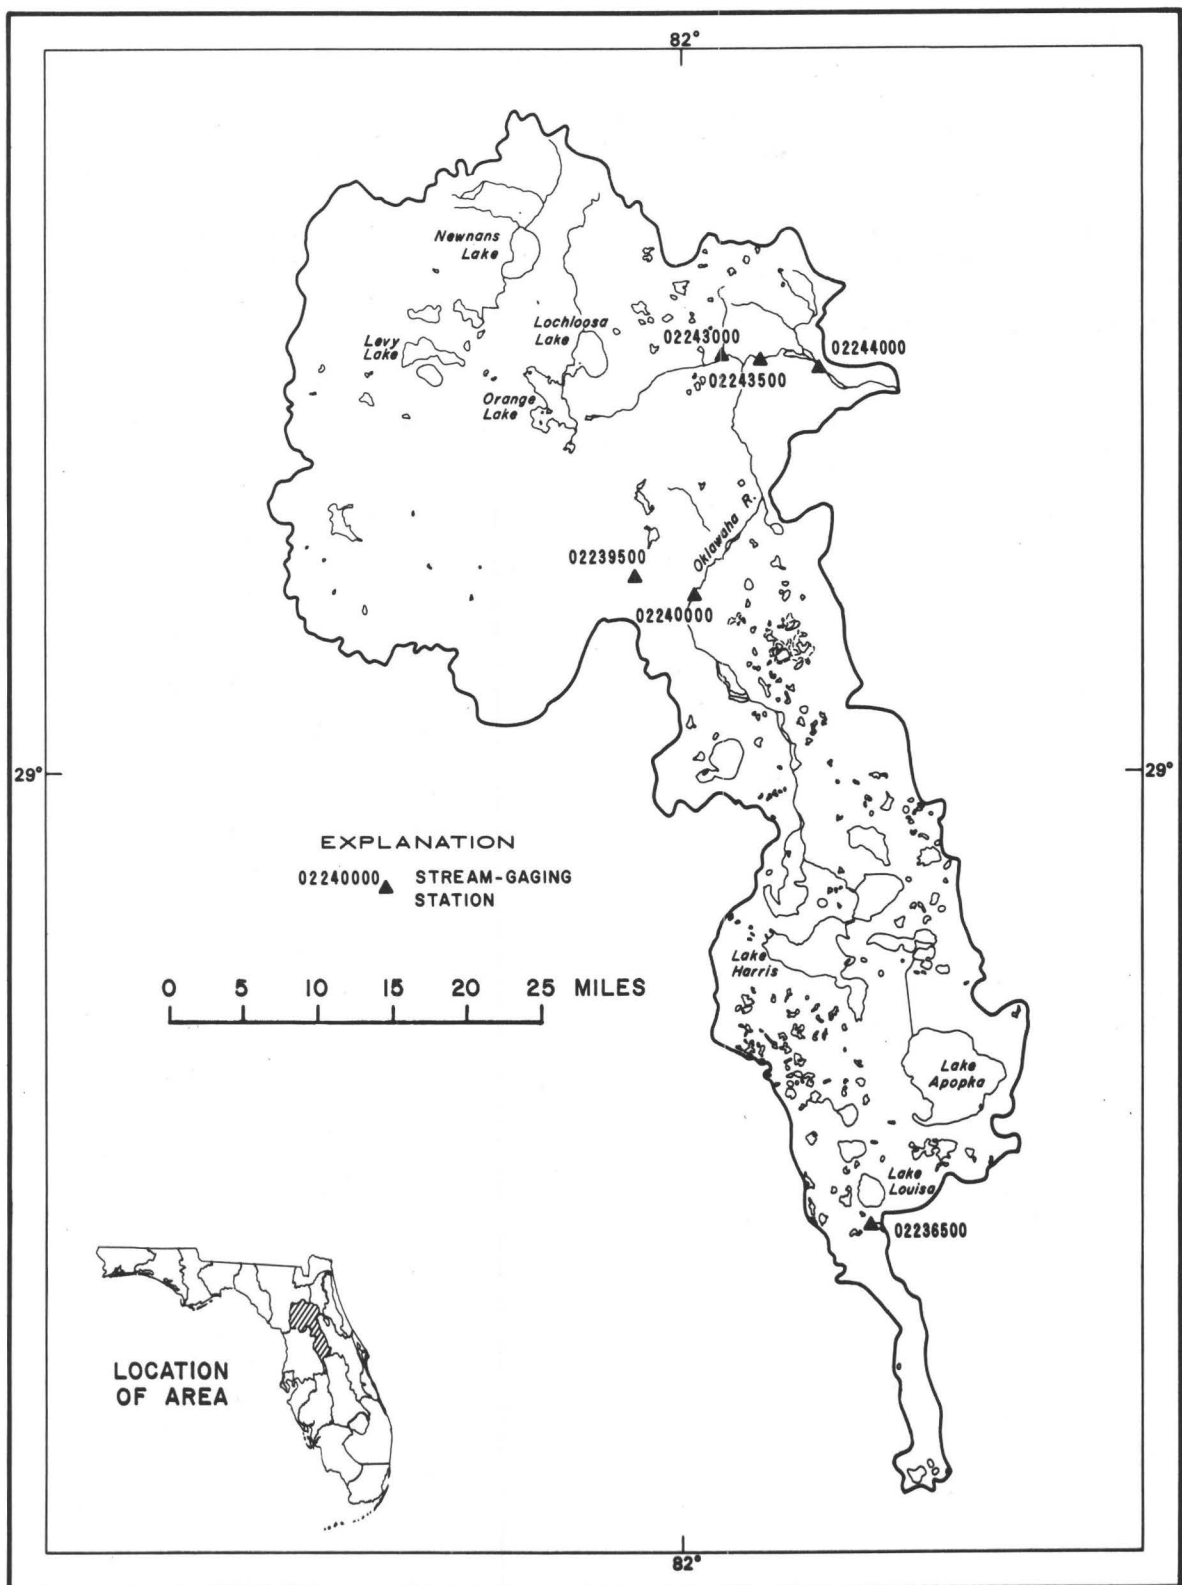 82°
Newnans
Lake
Lochloosa
Lake
02243000
02244000
Levy
Lake
02243500
Orange
Lake
Oklawaha R.
02239500
02240000
29°
29°
EXPLANATION
02240000
STREAM-GAGING
STATION
Lake
Harris
0 5 10 15 20 25 MILES
Lake
Apopka
Lake
Louisa
02236500
LOCATION
OF AREA
82°